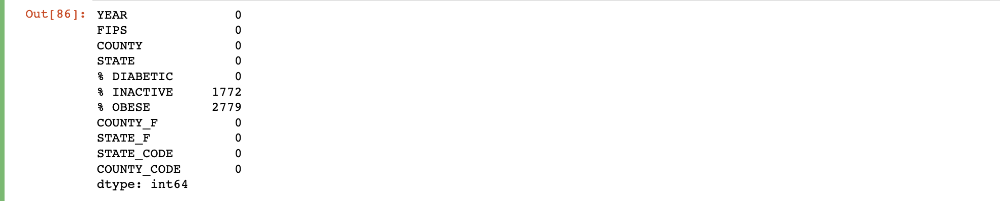 Out[86]: YEAR 0
FIPS 0
COUNTY 0
STATE 0
% DIABETIC 0
% INACTIVE 1772
% OBESE 2779
COUNTY_F 0
STATE_F 0
STATE_CODE 0
COUNTY_CODE 0
dtype: int64